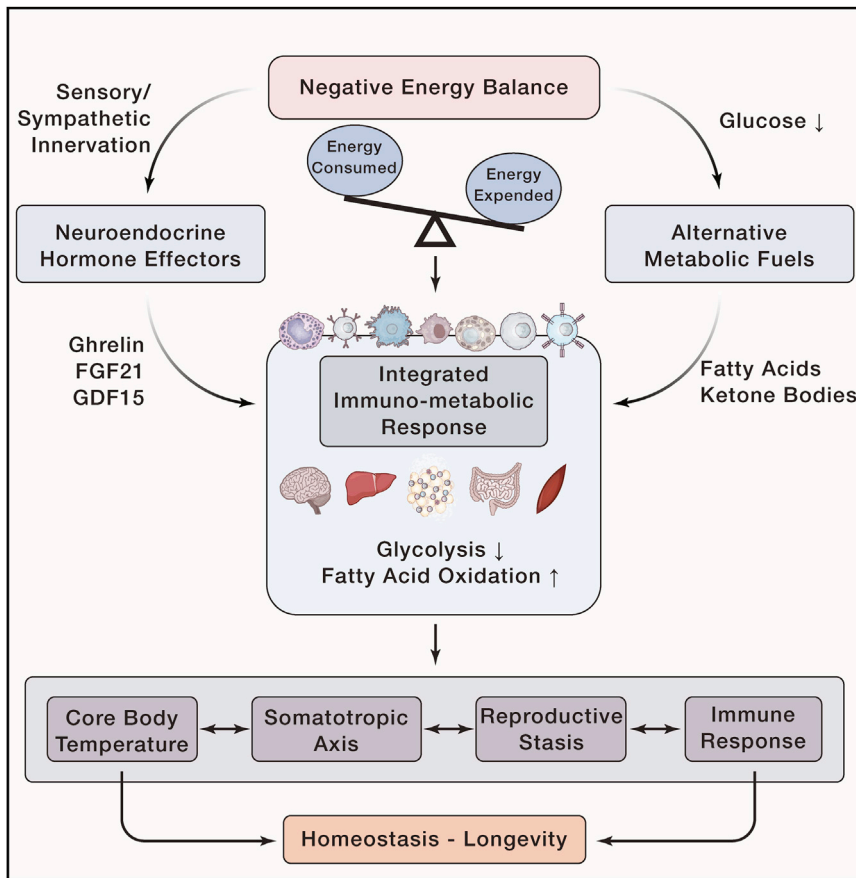 Negative Energy Balance
Sensory/
Sympathetic
Innervation
Glucose ↓
Energy
Consumed
Energy
Expended
Neuroendocrine
Hormone Effectors
Alternative
Metabolic Fuels
Ghrelin
FGF21
GDF15
Fatty Acids
Ketone Bodies
Integrated
Immuno-metabolic
Response
Glycolysis ↓
Fatty Acid Oxidation ↑
Core Body
Temperature
Somatotropic
Axis
Reproductive
Stasis
Immune
Response
Homeostasis - Longevity